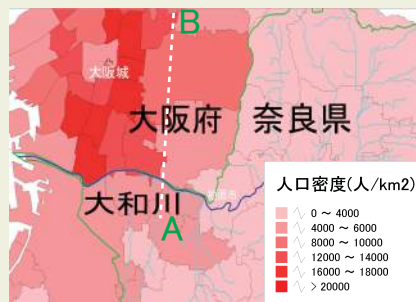 B
大阪城
大阪府 奈良県
大和川
A
人口密度(人/km2)
0 ～ 4000
4000 ～ 6000
8000 ～ 10000
12000 ～ 14000
16000 ～ 18000
> 20000